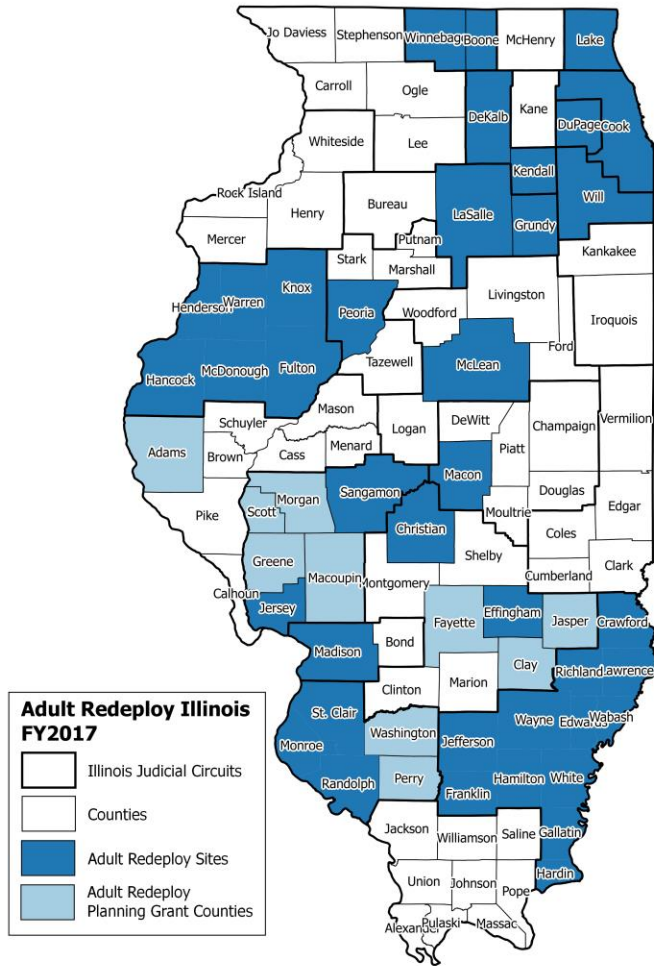 Jo Daviess
Stephenson
Winnebag
Boone
McHenry
Lake
Carroll
Ogle
DeKalb
Kane
DuPage
Cook
Whiteside
Lee
Kendall
Will
Rock Island
Henry
Bureau
LaSalle
Grundy
Mercer
Putnam
Kankakee
Stark
Marshall
Knox
Henderson
Warren
Peoria
Woodford
Livingston
Iroquois
Ford
Tazewell
McLean
Hancock
McDonough
Fulton
Mason
Schuyler
Logan
DeWitt
Champaign
Vermilion
Adams
Brown
Cass
Menard
Piatt
Macon
Sangamon
Morgan
Scott
Douglas
Moultrie
Edgar
Pike
Christian
Coles
Greene
Shelby
Macoupin
Montgomery
Cumberland
Clark
Calhoun
Jersey
Fayette
Effingham
Jasper
Crawford
Madison
Bond
Clay
Richland
Lawrence
Clinton
Marion
St. Clair
Washington
Wayne
Edwards
Wabash
Monroe
Jefferson
Randolph
Perry
Franklin
Hamilton
White
Jackson
Williamson
Saline
Gallatin
Hardin
Union
Johnson
Pope
Alexander
Pulaski
Massac
Adult Redeploy Illinois
FY2017
Illinois Judicial Circuits
Counties
Adult Redeploy Sites
Adult Redeploy
Planning Grant Counties